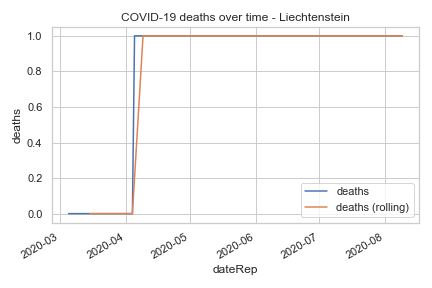 COVID-19 deaths over time - Liechtenstein
1.0
0.8
0.6
0.4
0.2
0.0
deaths
deaths
deaths (rolling)
2020-03
2020-04
2020-05
2020-06
2020-07
2020-08
dateRep